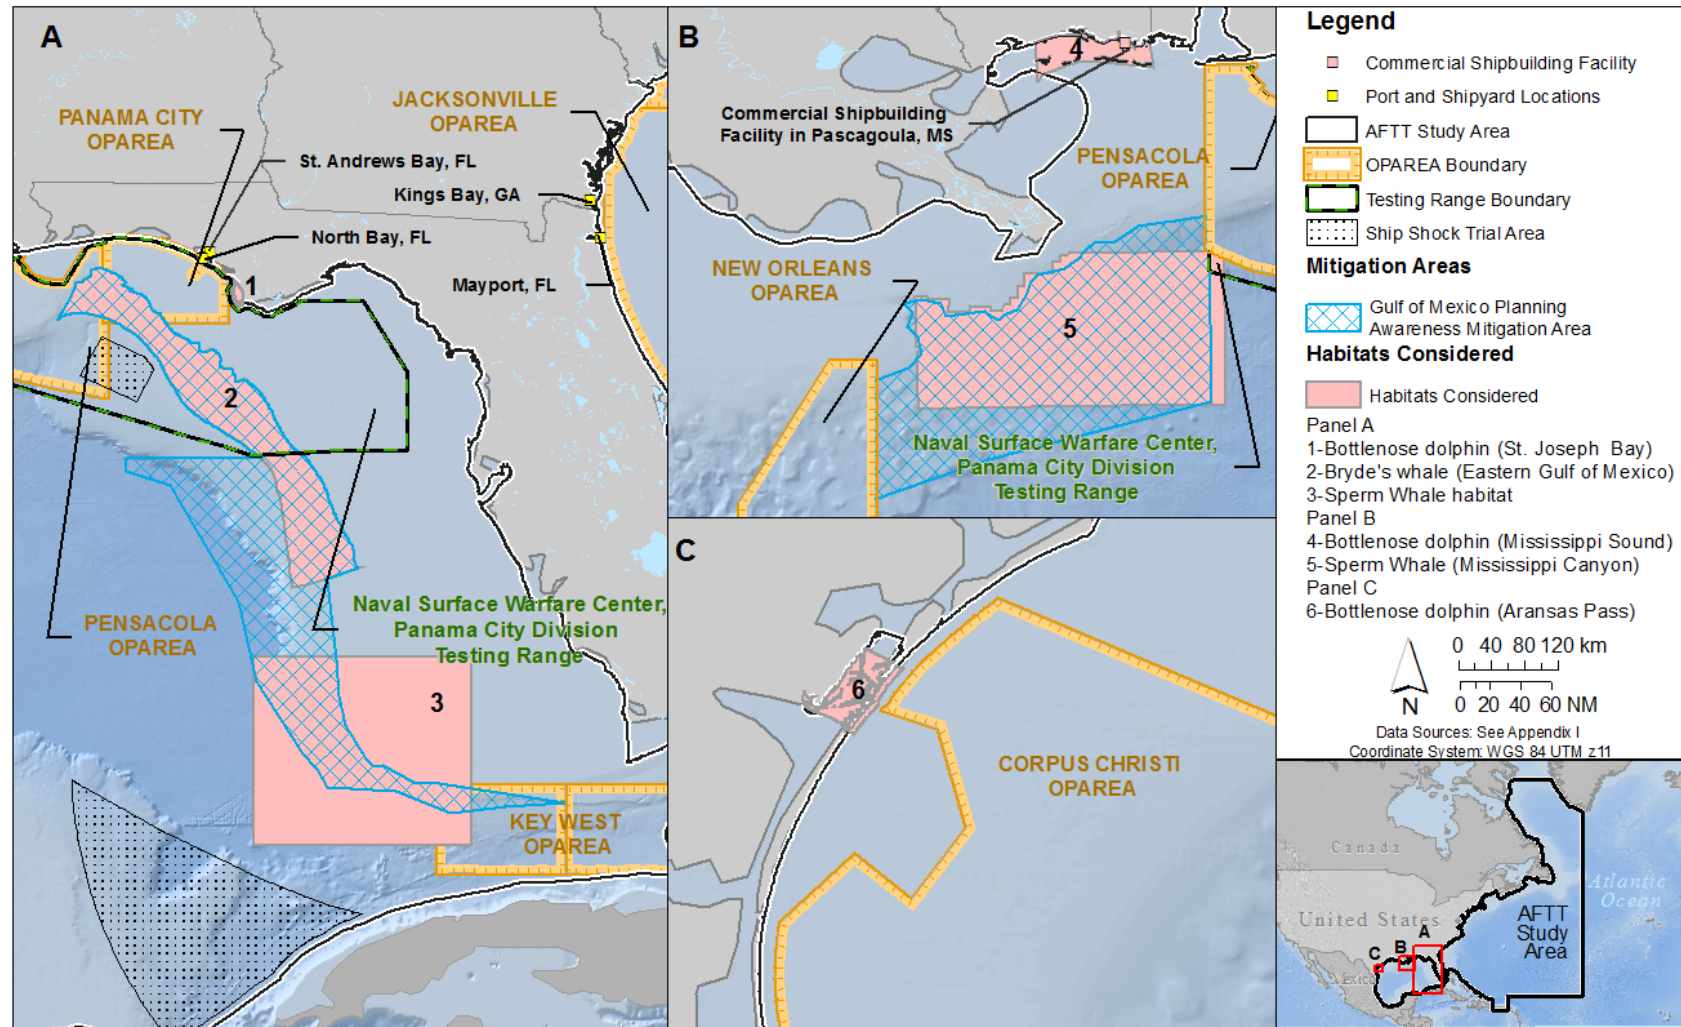 A
PANAMA CITY
OPAREA
JACKSONVILLE
OPAREA
St. Andrews Bay, FL
Kings Bay, GA
North Bay, FL
1
Mayport, FL
2
PENSACOLA
OPAREA
Naval Surface Warfare Center,
Panama City Division
Testing Range
3
KEY WEST
OPAREA
B
4
Commercial Shipbuilding
Facility in Pascagoula, MS
PENSACOLA
OPAREA
NEW ORLEANS
OPAREA
5
Naval Surface Warfare Center,
Panama City Division
Testing Range
C
6
CORPUS CHRISTI
OPAREA
Legend
Commercial Shipbuilding Facility
Port and Shipyard Locations
AFTT Study Area
OPAREA Boundary
Testing Range Boundary
Ship Shock Trial Area
Mitigation Areas
Gulf of Mexico Planning
Awareness Mitigation Area
Habitats Considered
Habitats Considered
Panel A
1-Bottlenose dolphin (St. Joseph Bay)
2-Bryde's whale (Eastern Gulf of Mexico)
3-Sperm Whale habitat
Panel B
4-Bottlenose dolphin (Mississippi Sound)
5-Sperm Whale (Mississippi Canyon)
Panel C
6-Bottlenose dolphin (Aransas Pass)
0 40 80 120 km
0 20 40 60 NM
N
Data Sources: See Appendix I
Coordinate System: WGS 84 UTM z11
Canada
Atlantic
Ocean
United States
AFTT
Study
Area
A
B
C
Mexico